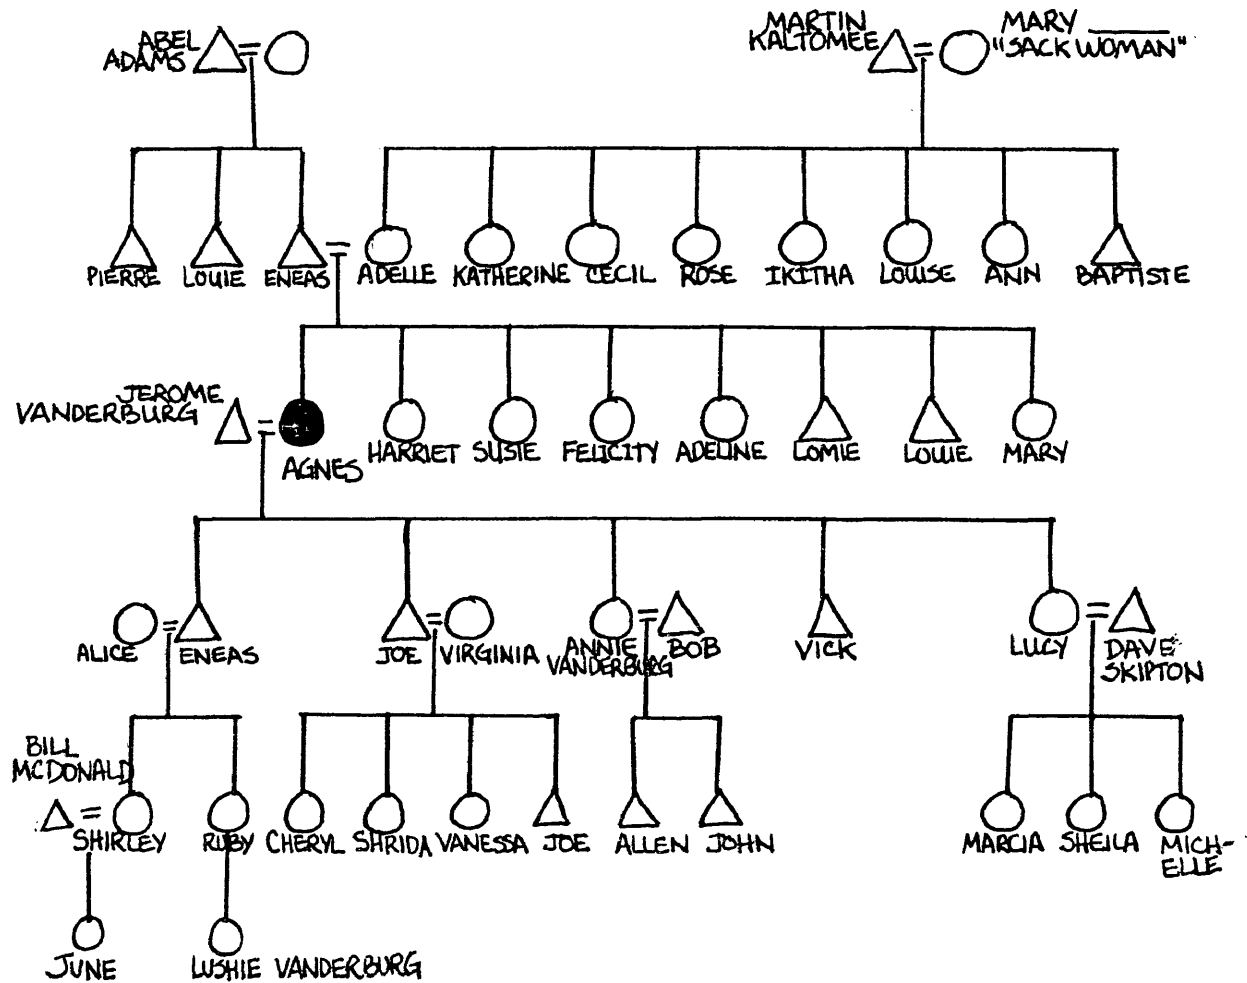 ABEL
ADAMS
MARTIN
KALTOMEE
MARY ______
"SACK WOMAN"
PIERRE LOUIE ENEAS ADELLE KATHERINE CECIL ROSE IKITHA LOUISE ANN BAPTISTE
JEROME
VANDERBURG
AGNES HARRIET SUSIE FELICITY ADELINE LOMIE LOUIE MARY
ALICE ENEAS JOE VIRGINIA ANNIE
VANDERBURG
BOB VICK LUCY DAVE
SKIPTON
BILL
MCDONALD
SHIRLEY RUBY CHERYL SHRIDA VANESSA JOE ALLEN JOHN MARCIA SHEILA MICH-
ELLE
JUNE LUSHIE VANDERBURG